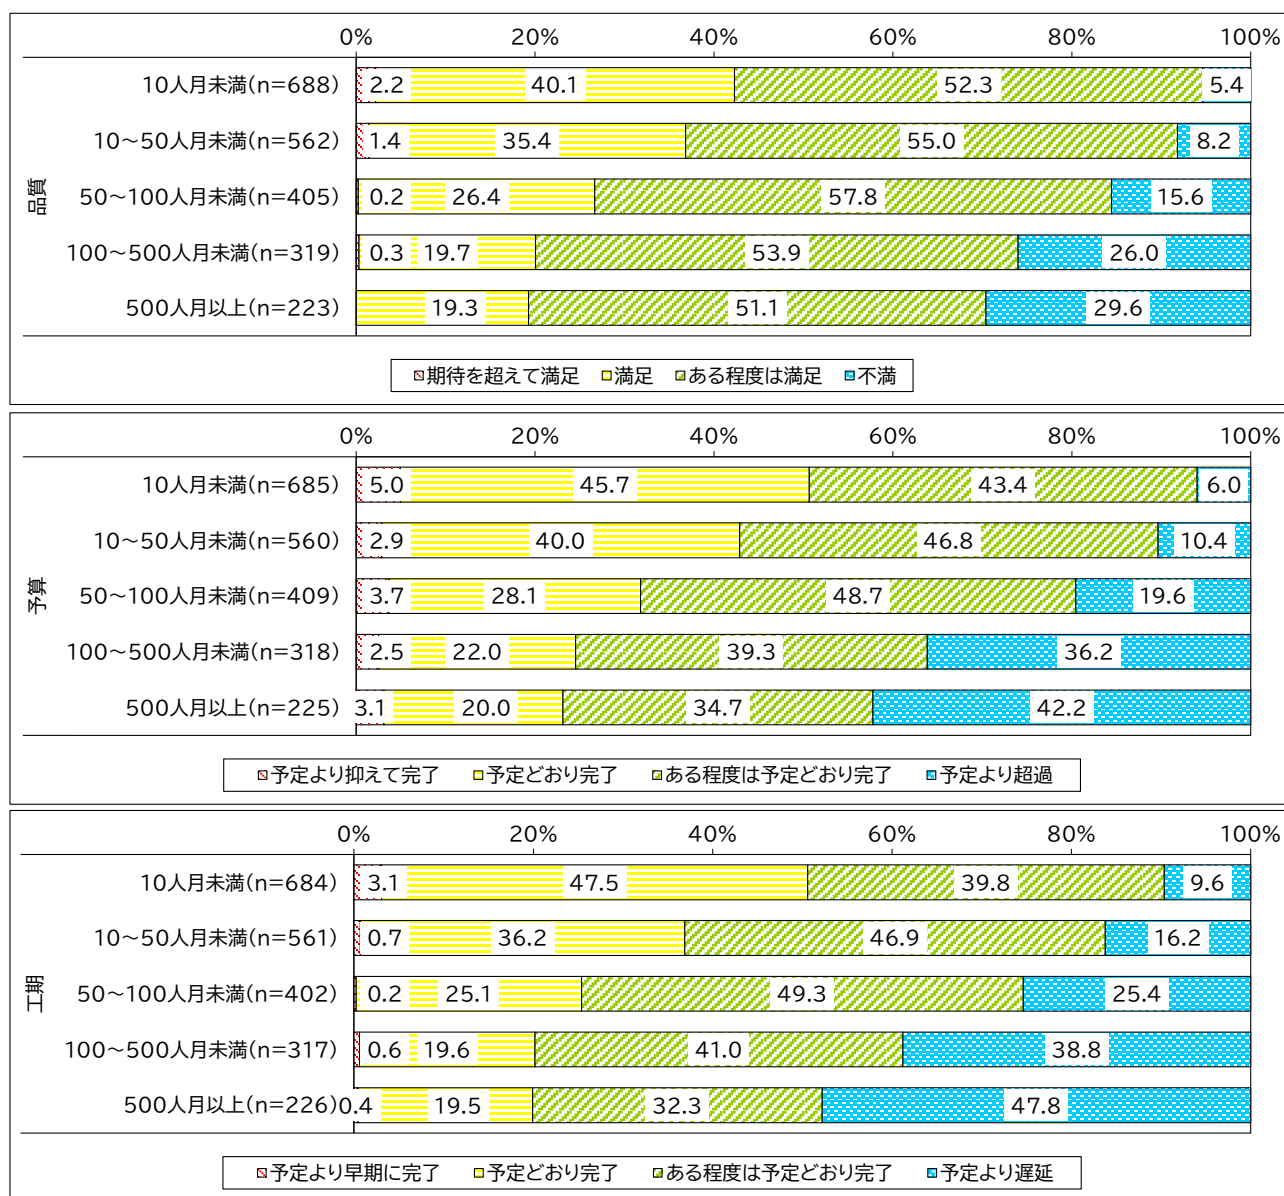 0% 20% 40% 60% 80% 100%
品質
10人月未満(n=688) 2.2 40.1 52.3 5.4
10～50人月未満(n=562) 1.4 35.4 55.0 8.2
50～100人月未満(n=405) 0.2 26.4 57.8 15.6
100～500人月未満(n=319) 0.3 19.7 53.9 26.0
500人月以上(n=223) 19.3 51.1 29.6
期待を超えて満足 満足 ある程度は満足 不満
0% 20% 40% 60% 80% 100%
予算
10人月未満(n=685) 5.0 45.7 43.4 6.0
10～50人月未満(n=560) 2.9 40.0 46.8 10.4
50～100人月未満(n=409) 3.7 28.1 48.7 19.6
100～500人月未満(n=318) 2.5 22.0 39.3 36.2
500人月以上(n=225) 3.1 20.0 34.7 42.2
予定より抑えて完了 予定どおり完了 ある程度は予定どおり完了 予定より超過
0% 20% 40% 60% 80% 100%
工期
10人月未満(n=684) 3.1 47.5 39.8 9.6
10～50人月未満(n=561) 0.7 36.2 46.9 16.2
50～100人月未満(n=402) 0.2 25.1 49.3 25.4
100～500人月未満(n=317) 0.6 19.6 41.0 38.8
500人月以上(n=226) 0.4 19.5 32.3 47.8
予定より早期に完了 予定どおり完了 ある程度は予定どおり完了 予定より遅延